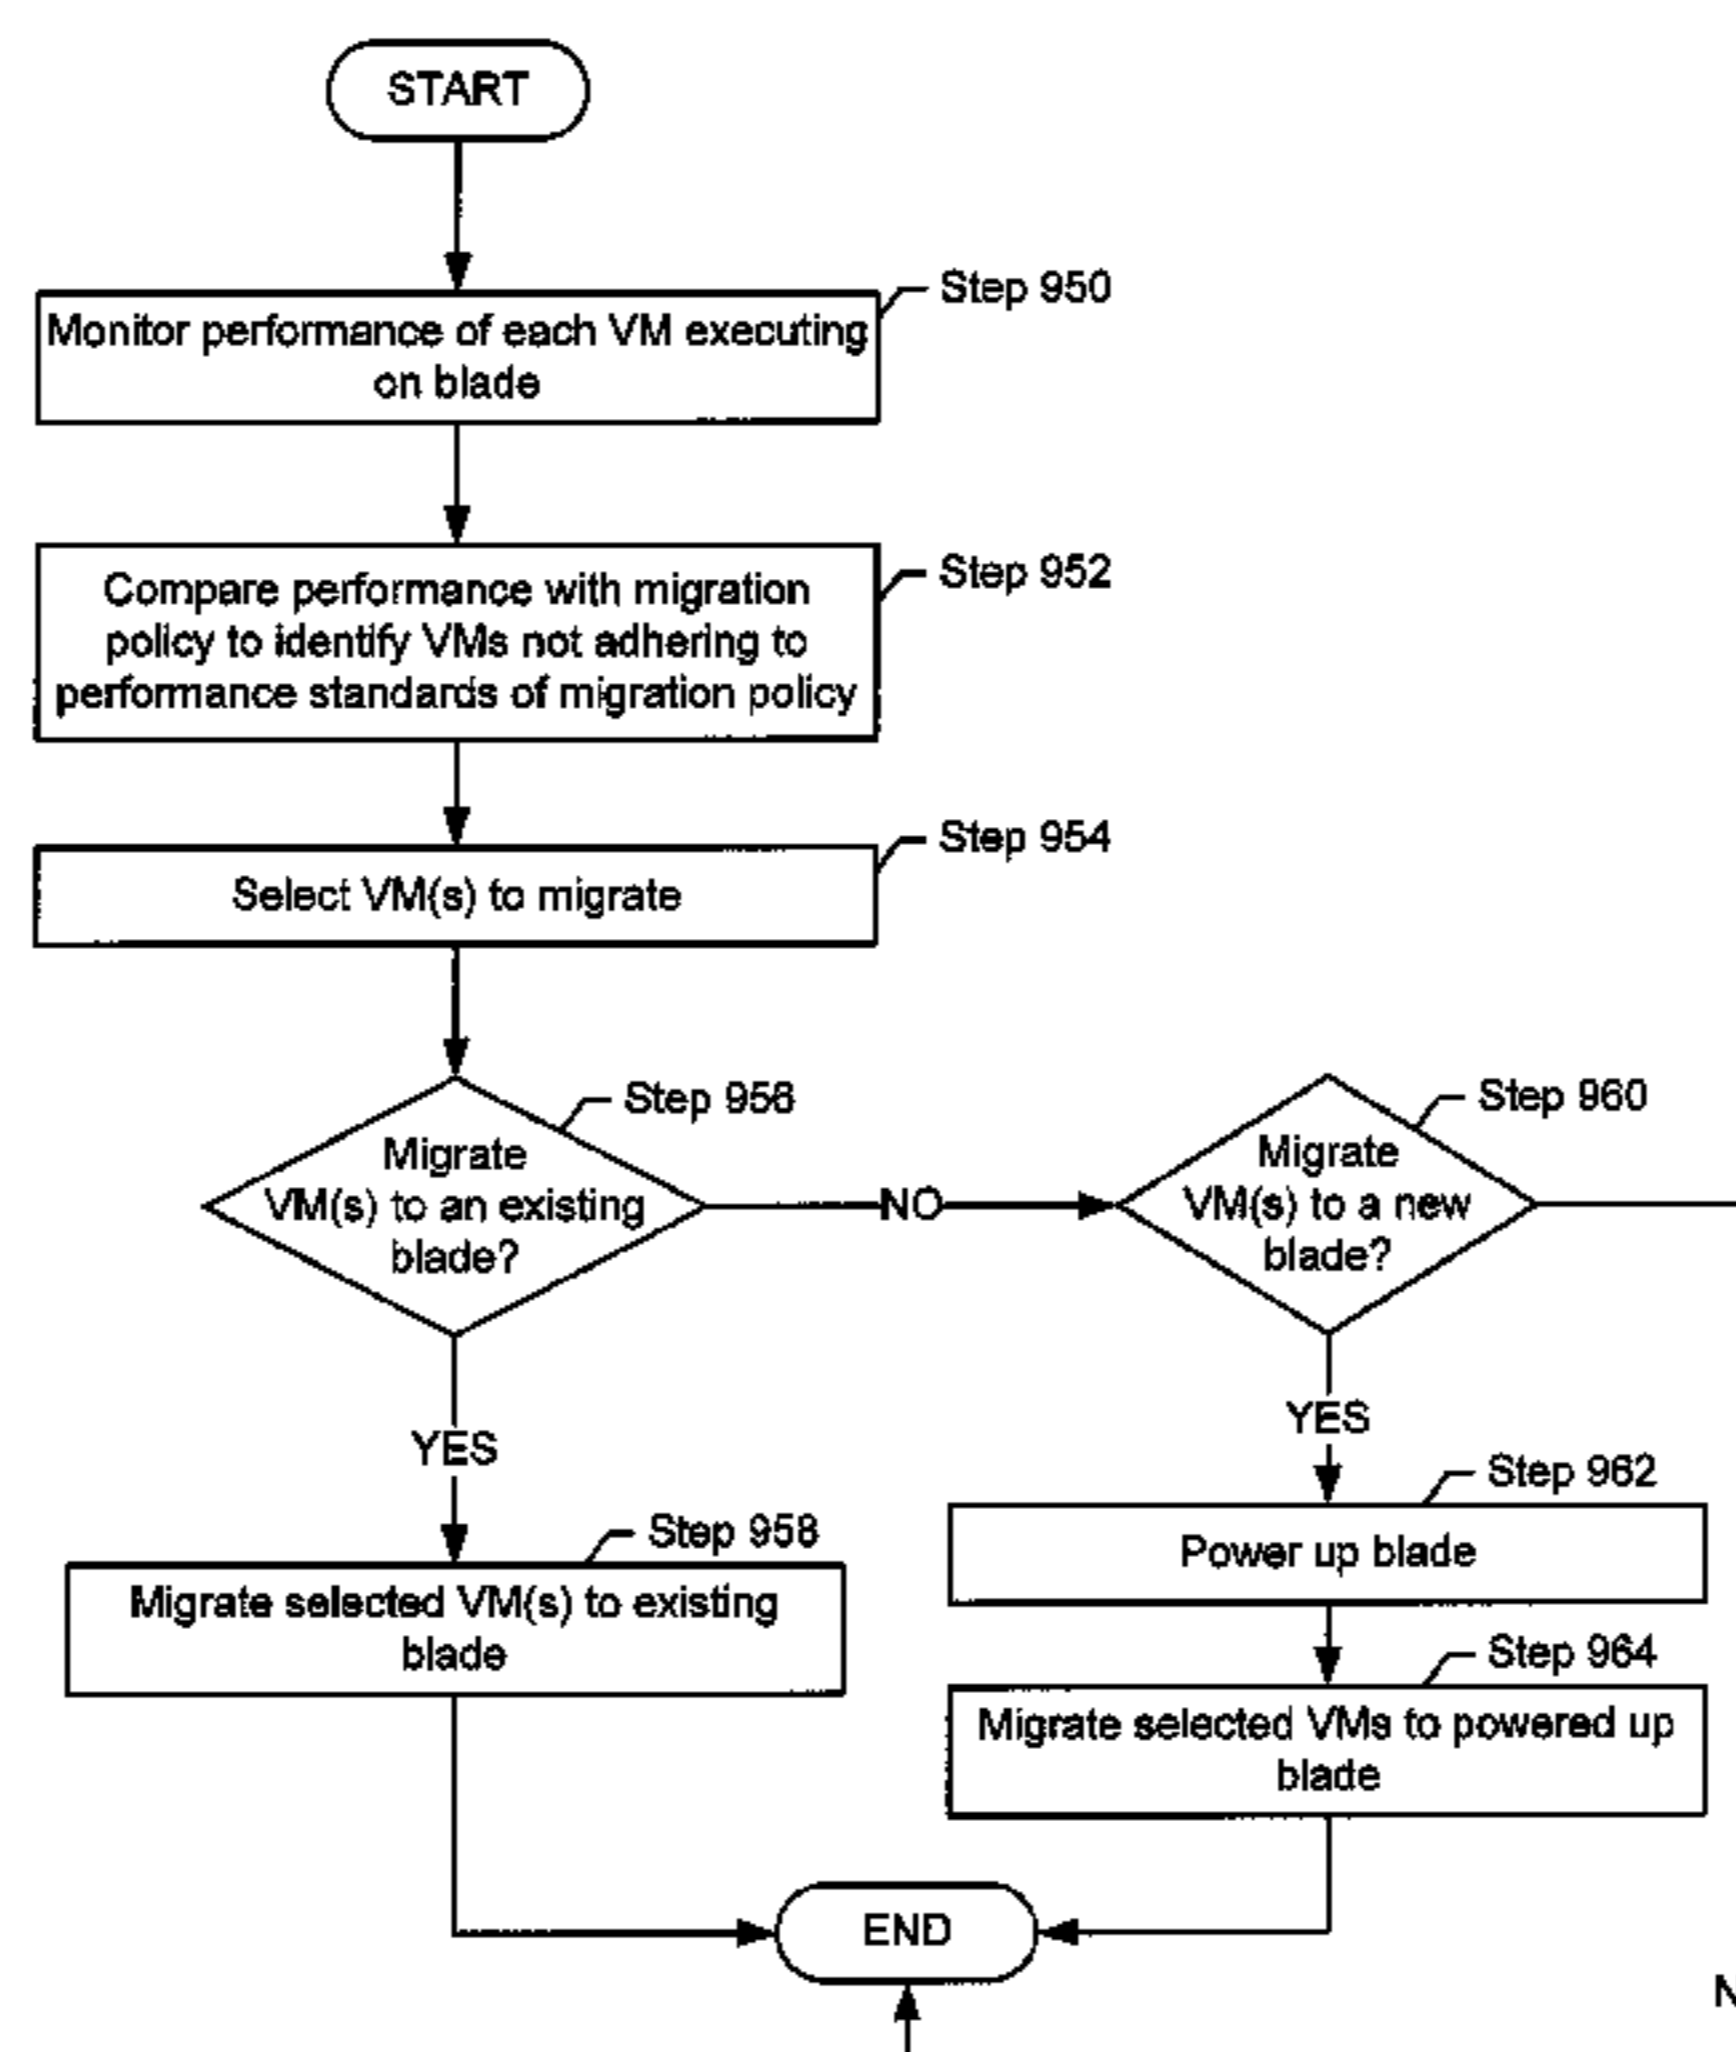 START
Step 950
Monitor performance of each VM executing
on blade
Step 952
Compare performance with migration
policy to identify VMs not adhering to
performance standards of migration policy
Step 954
Select VM(s) to migrate
Step 956
Migrate
VM(s) to an existing
blade?
NO
Step 960
Migrate
VM(s) to a new
blade?
YES
YES
Step 958
Migrate selected VM(s) to existing
blade
Step 962
Power up blade
Step 964
Migrate selected VMs to powered up
blade
END